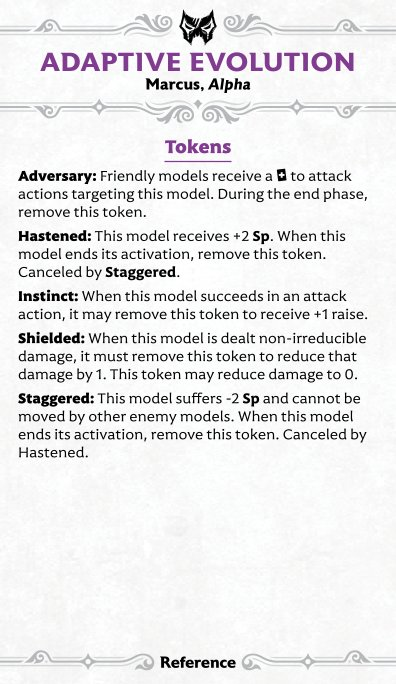 ADAPTIVE EVOLUTION
Marcus, Alpha
Tokens
Adversary: Friendly models receive a + to attack
actions targeting this model. During the end phase,
remove this token.
Hastened: This model receives +2 Sp. When this
model ends its activation, remove this token.
Canceled by Staggered.
Instinct: When this model succeeds in an attack
action, it may remove this token to receive +1 raise.
Shielded: When this model is dealt non-irreducible
damage, it must remove this token to reduce that
damage by 1. This token may reduce damage to 0.
Staggered: This model suffers -2 Sp and cannot be
moved by other enemy models. When this model
ends its activation, remove this token. Canceled by
Hastened.
Reference